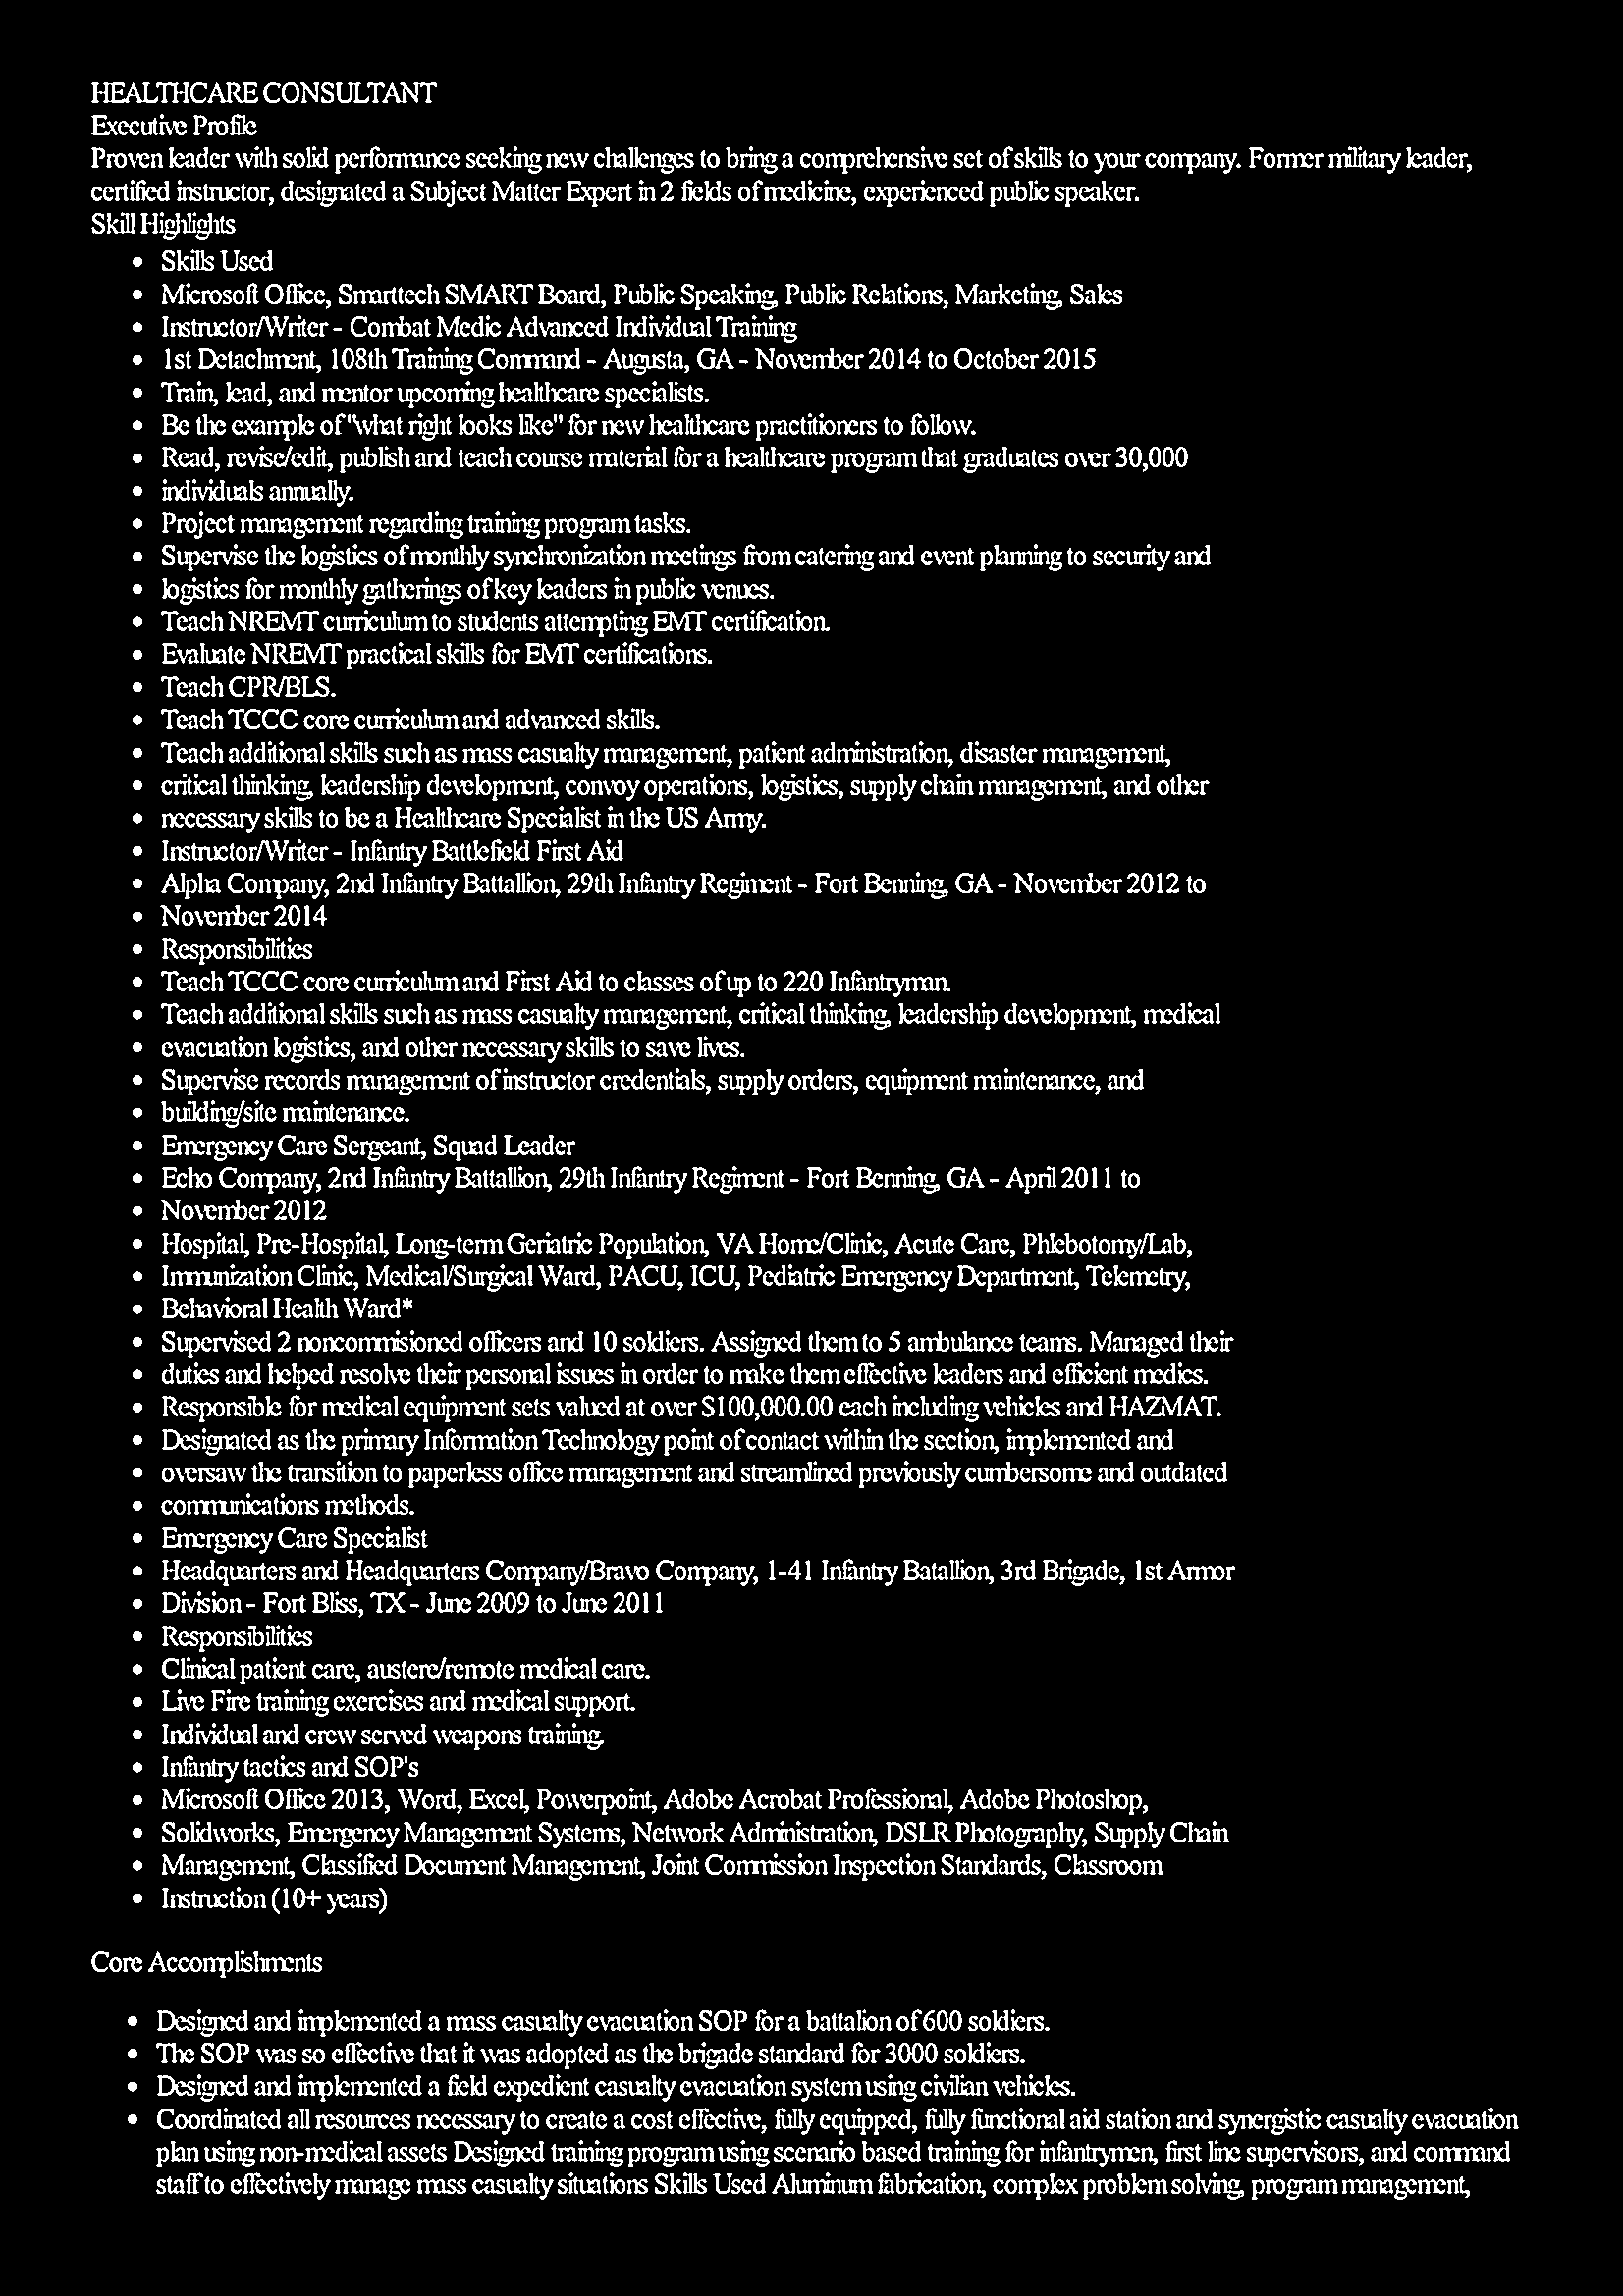 HEALTHCARE CONSULTANT
Executive Profile
Proven leader with solid performance seeking new challenges to bring a comprehensive set of skills to your company. Former military leader,
certified instructor, designated a Subject Matter Expert in 2 fields of medicine, experienced public speaker.
Skill Highlights
• Skills Used
• Microsoft Office, Smarttech SMART Board, Public Speaking, Public Relations, Marketing, Sales
• Instructor/Writer - Combat Medic Advanced Individual Training
• 1st Detachment, 108th Training Command - Augusta, GA - November 2014 to October 2015
• Train, lead, and mentor upcoming healthcare specialists.
• Be the example of "what right looks like" for new healthcare practitioners to follow.
• Read, revise/edit, publish and teach course material for a healthcare program that graduates over 30,000
• individuals annually.
• Project management regarding training program tasks.
• Supervise the logistics of monthly synchronization meetings from catering and event planning to security and
• logistics for monthly gatherings of key leaders in public venues.
• Teach NREMT curriculum to students attempting EMT certification.
• Evaluate NREMT practical skills for EMT certifications.
• Teach CPR/BLS.
• Teach TCCC core curriculum and advanced skills.
• Teach additional skills such as mass casualty management, patient administration, disaster management,
• critical thinking, leadership development, convoy operations, logistics, supply chain management, and other
• necessary skills to be a Healthcare Specialist in the US Army.
• Instructor/Writer - Infantry Battlefield First Aid
• Alpha Company, 2nd Infantry Battallion, 29th Infantry Regiment - Fort Benning, GA - November 2012 to
• November 2014
• Responsibilities
• Teach TCCC core curriculum and First Aid to classes of up to 220 Infantryman.
• Teach additional skills such as mass casualty management, critical thinking, leadership development, medical
• evacuation logistics, and other necessary skills to save lives.
• Supervise records management of instructor credentials, supply orders, equipment maintenance, and
• building/site maintenance.
• Emergency Care Sergeant, Squad Leader
• Echo Company, 2nd Infantry Battallion, 29th Infantry Regiment - Fort Benning, GA - April 2011 to
• November 2012
• Hospital, Pre-Hospital, Long-term Geriatric Population, VA Home/Clinic, Acute Care, Phlebotomy/Lab,
• Immunization Clinic, Medical/Surgical Ward, PACU, ICU, Pediatric Emergency Department, Telemetry,
• Behavioral Health Ward*
• Supervised 2 noncommisioned officers and 10 soldiers. Assigned them to 5 ambulance teams. Managed their
• duties and helped resolve their personal issues in order to make them effective leaders and efficient medics.
• Responsible for medical equipment sets valued at over $100,000.00 each including vehicles and HAZMAT.
• Designated as the primary Information Technology point of contact within the section, implemented and
• oversaw the transition to paperless office management and streamlined previously cumbersome and outdated
• communications methods.
• Emergency Care Specialist
• Headquarters and Headquarters Company/Bravo Company, 1-41 Infantry Batallion, 3rd Brigade, 1st Armor
• Division - Fort Bliss, TX - June 2009 to June 2011
• Responsibilities
• Clinical patient care, austere/remote medical care.
• Live Fire training exercises and medical support.
• Individual and crew served weapons training.
• Infantry tactics and SOP's
• Microsoft Office 2013, Word, Excel, Powerpoint, Adobe Acrobat Professional, Adobe Photoshop,
• Solidworks, Emergency Management Systems, Network Administration, DSLR Photography, Supply Chain
• Management, Classified Document Management, Joint Commission Inspection Standards, Classroom
• Instruction (10+ years)
Core Accomplishments
• Designed and implemented a mass casualty evacuation SOP for a battalion of 600 soldiers.
• The SOP was so effective that it was adopted as the brigade standard for 3000 soldiers.
• Designed and implemented a field expedient casualty evacuation system using civilian vehicles.
• Coordinated all resources necessary to create a cost effective, fully equipped, fully functional aid station and synergistic casualty evacuation
plan using non-medical assets Designed training program using scenario based training for infantrymen, first line supervisors, and command
staff to effectively manage mass casualty situations Skills Used Aluminum fabrication, complex problem solving, program management,